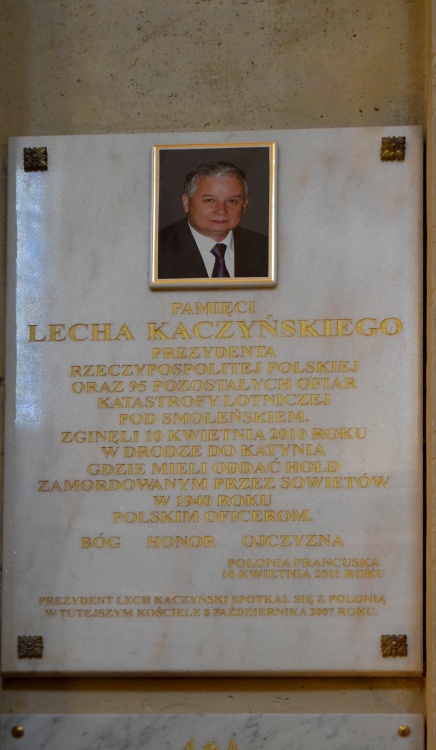 PAMIĘCI
LECHA KACZYŃSKIEGO
PREZYDENTA
RZECZYPOSPOLITEJ POLSKIEJ
ORAZ 95 POZOSTAŁYCH OFIAR
KATASTROFY LOTNICZEJ
POD SMOLEŃSKIEM.
ZGINĘLI 10 KWIETNIA 2010 ROKU
W DRODZE DO KATYNIA
GDZIE MIELI ODDAĆ HOŁD
ZAMORDOWANYM PRZEZ SOWIETÓW
W 1940 ROKU
POLSKIM OFICEROM.
BÓG HONOR OJCZYZNA
POLONIA FRANCUSKA
10 KWIETNIA 2011 ROKU
PREZYDENT LECH KACZYŃSKI SPOTKAŁ SIĘ Z POLONIĄ
W TUTEJSZYM KOŚCIELE 8 PAŹDZIERNIKA 2007 ROKU.